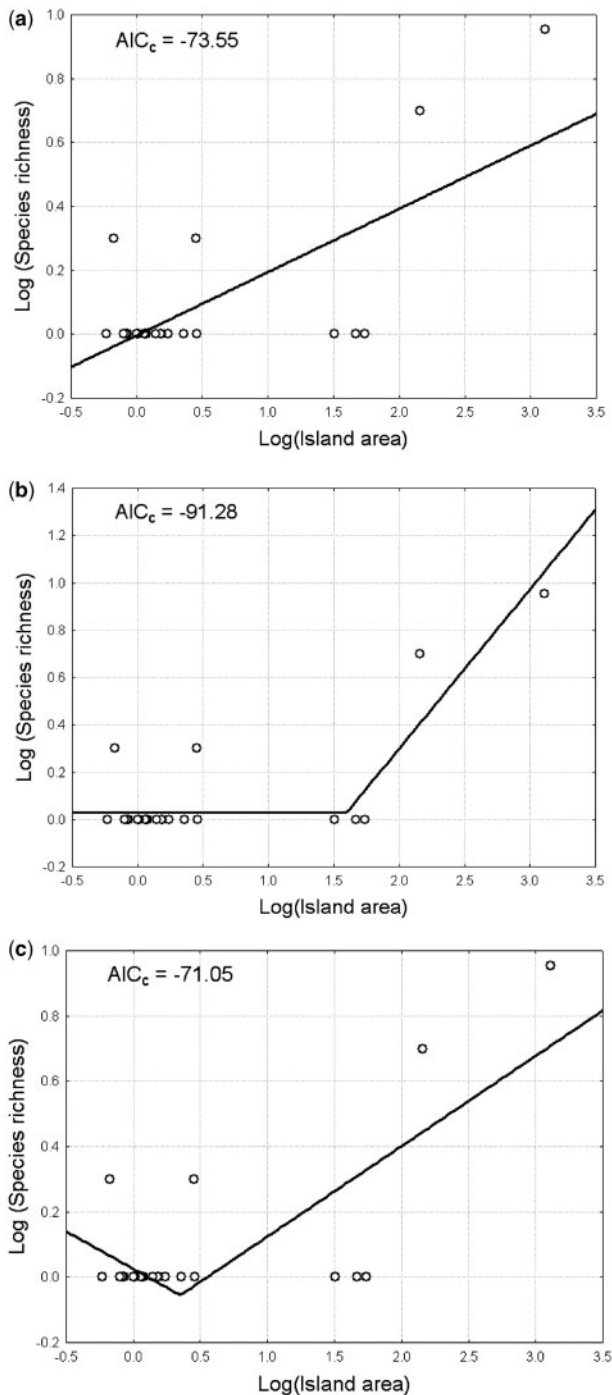 (a)
AICc = -73.55
Log (Species richness)
1.0
0.8
0.6
0.4
0.2
0.0
-0.2
-0.5 0.0 0.5 1.0 1.5 2.0 2.5 3.0 3.5
Log(Island area)
(b)
AICc = -91.28
Log (Species richness)
1.4
1.2
1.0
0.8
0.6
0.4
0.2
0.0
-0.2
-0.5 0.0 0.5 1.0 1.5 2.0 2.5 3.0 3.5
Log(Island area)
(c)
AICc = -71.05
Log (Species richness)
1.0
0.8
0.6
0.4
0.2
0.0
-0.2
-0.5 0.0 0.5 1.0 1.5 2.0 2.5 3.0 3.5
Log(Island area)